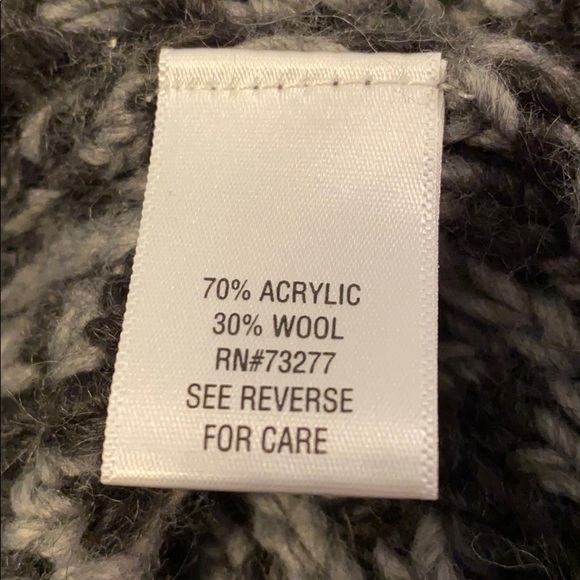 70% ACRYLIC
30% WOOL
RN#73277
SEE REVERSE
FOR CARE